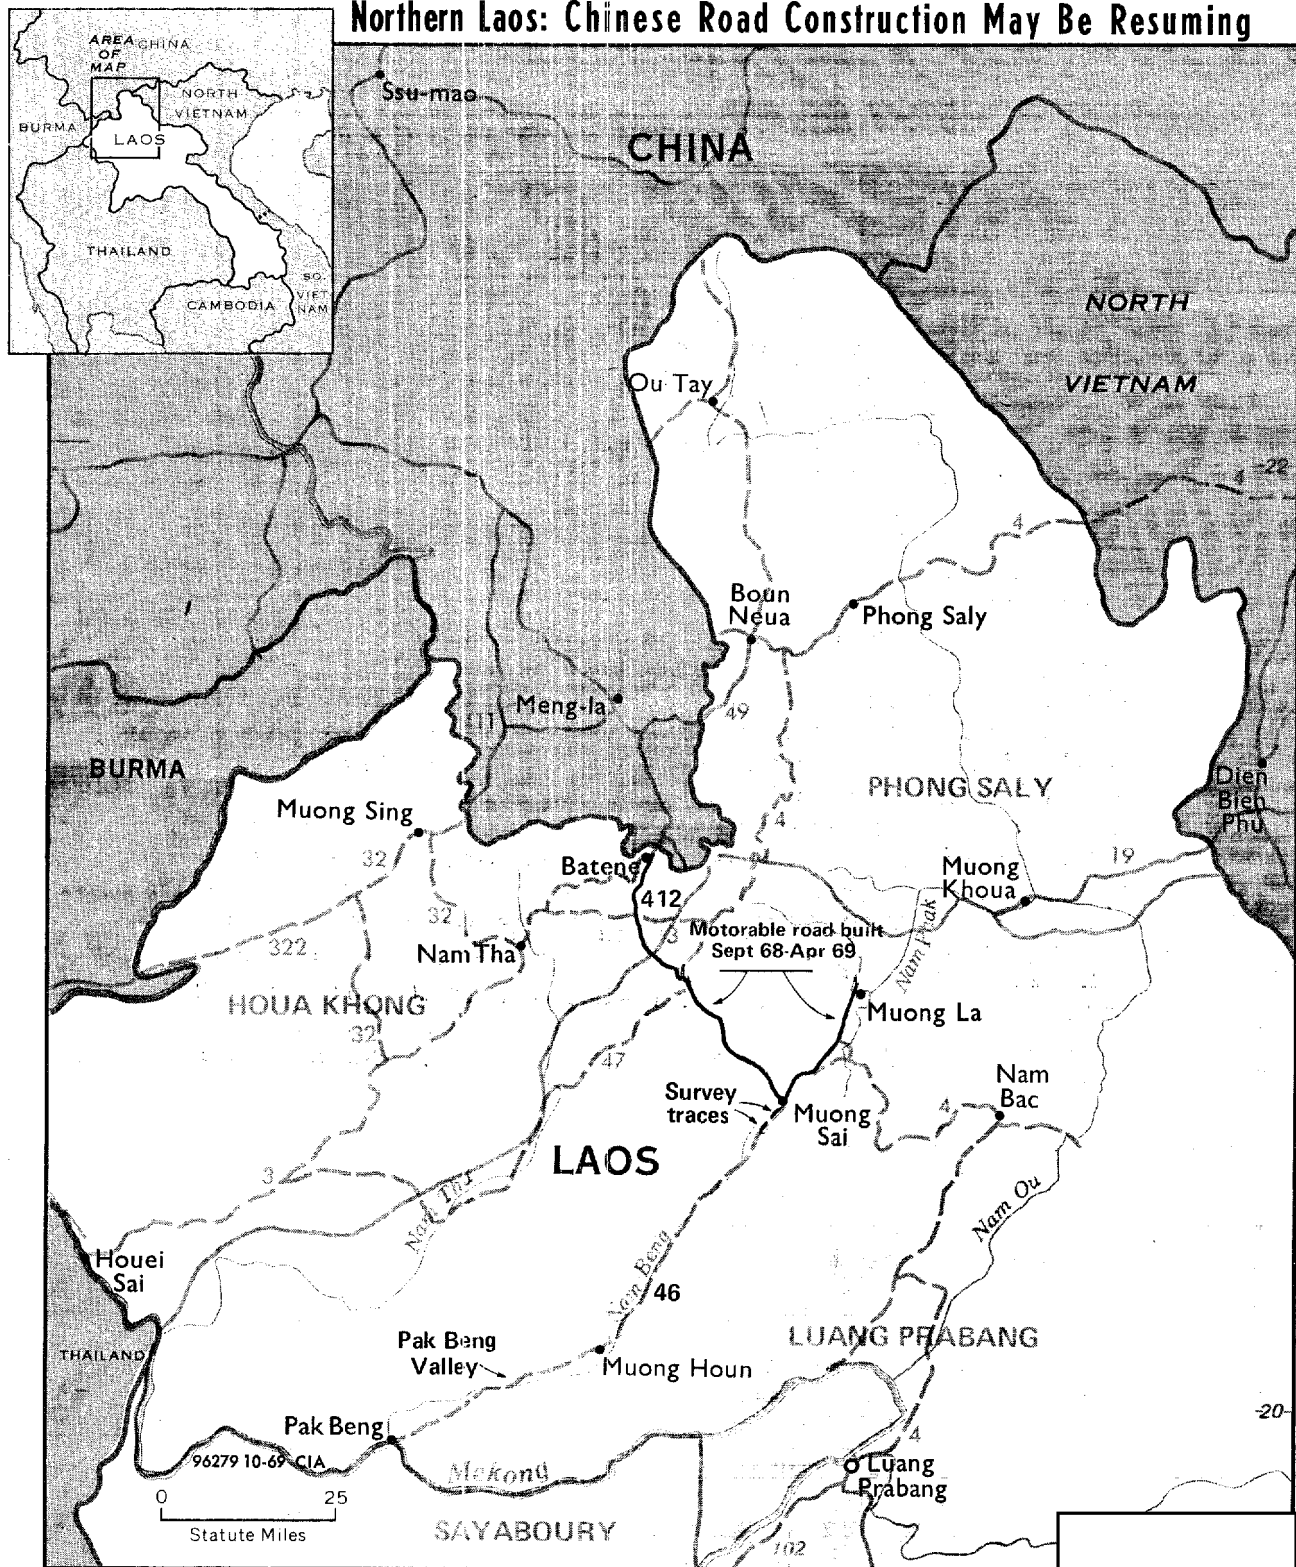 Northern Laos: Chinese Road Construction May Be Resuming
AREA
OF
MAP
CHINA
NORTH
VIETNAM
BURMA
LAOS
THAILAND
CAMBODIA
SO.
VIET
NAM
Ssu-mao
CHINA
NORTH
VIETNAM
Ou Tay
4
22
4
Boun
Neua
Phong Saly
Meng-la
49
BURMA
PHONG SALY
Dien
Bien
Phu
Muong Sing
4
32
Batene
Muong
Khoua
19
412
32
Motorable road built
Sept 68-Apr 69
322
Nam Tha
3
Nam Peak
HOUA KHONG
Muong La
32
47
Nam
Bac
Survey
traces
Muong
Sai
4
LAOS
3
Nam Tha
Nam Ou
Houei
Sai
Nam Beng
46
LUANG PRABANG
THAILAND
Pak Beng
Valley
Muong Houn
20
Pak Beng
4
96279 10-69 CIA
Mekong
Luang
Prabang
0 25
Statute Miles
SAYABOURY
102